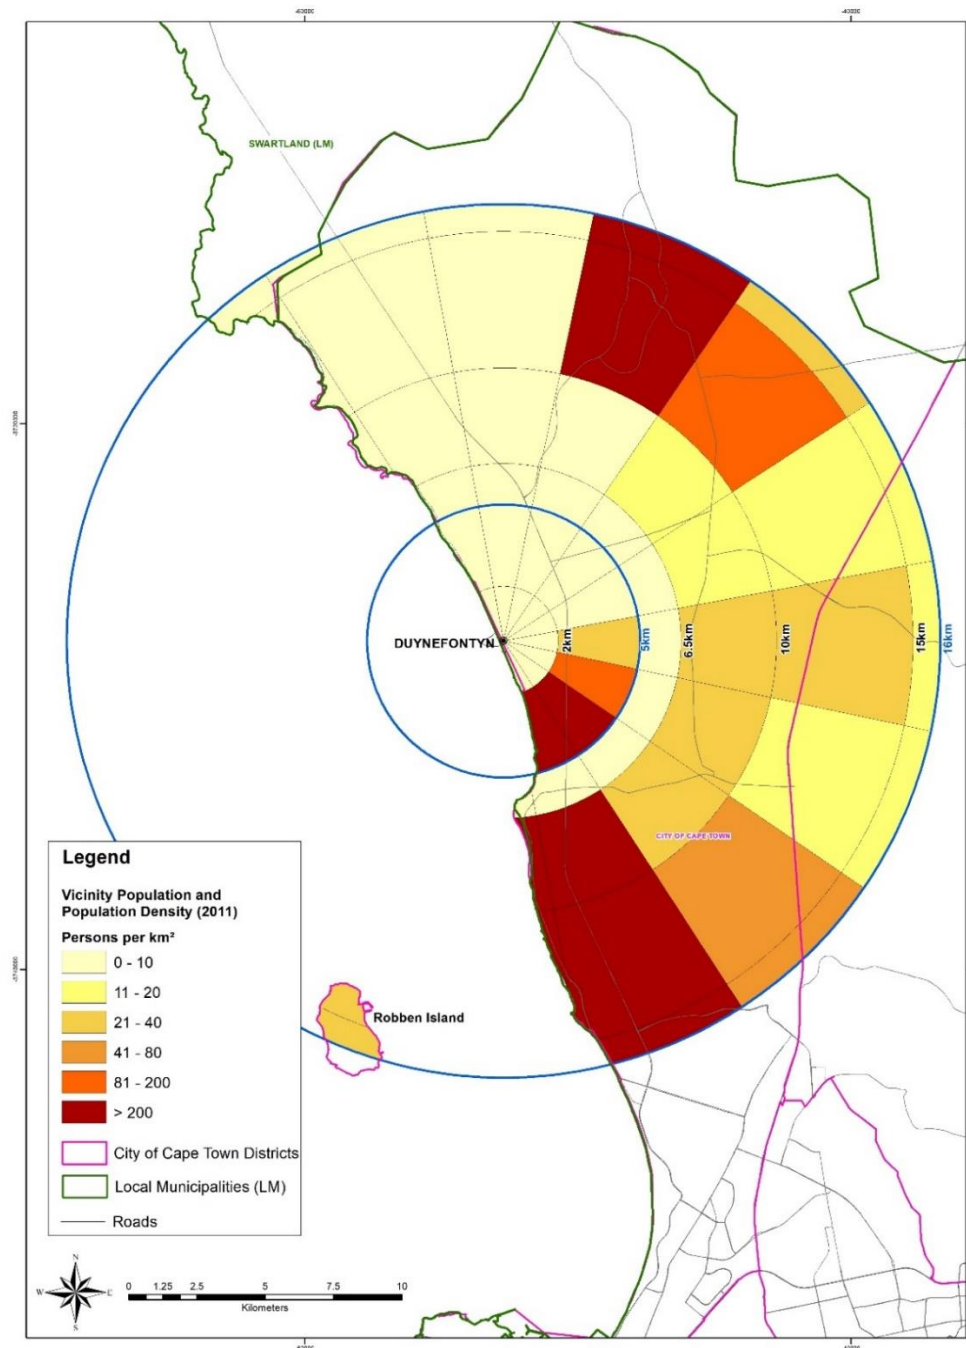 -60000
-40000
SWARTLAND (LM)
DUYNEFONTYN
2km
5km
6.5km
10km
15km
16km
CITY OF CAPE TOWN
Legend
Vicinity Population and
Population Density (2011)
Persons per km²
0 - 10
11 - 20
21 - 40
41 - 80
81 - 200
> 200
City of Cape Town Districts
Local Municipalities (LM)
Roads
Robben Island
N
W
E
S
0 1.25 2.5 5 7.5 10
Kilometers